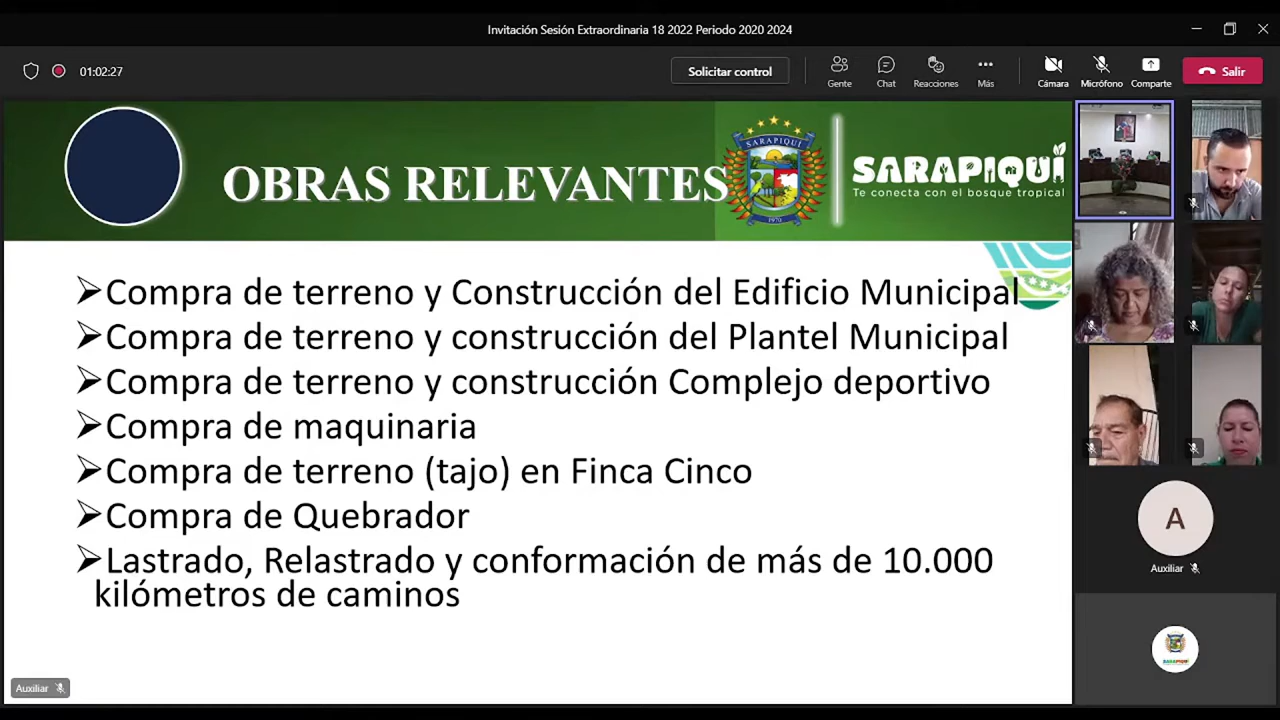 Invitación Sesión Extraordinaria 18 2022 Periodo 2020 2024
01:02:27
Solicitar control
Gente
Chat
Reacciones
Más
Cámara
Micrófono
Comparte
Salir
OBRAS RELEVANTES
SARAPIQUI
1970
SARAPIQUÍ
Te conecta con el bosque tropical
➢Compra de terreno y Construcción del Edificio Municipal
➢Compra de terreno y construcción del Plantel Municipal
➢Compra de terreno y construcción Complejo deportivo
➢Compra de maquinaria
➢Compra de terreno (tajo) en Finca Cinco
➢Compra de Quebrador
➢Lastrado, Relastrado y conformación de más de 10.000
kilómetros de caminos
Auxiliar
A
Auxiliar
SARAPIQUÍ